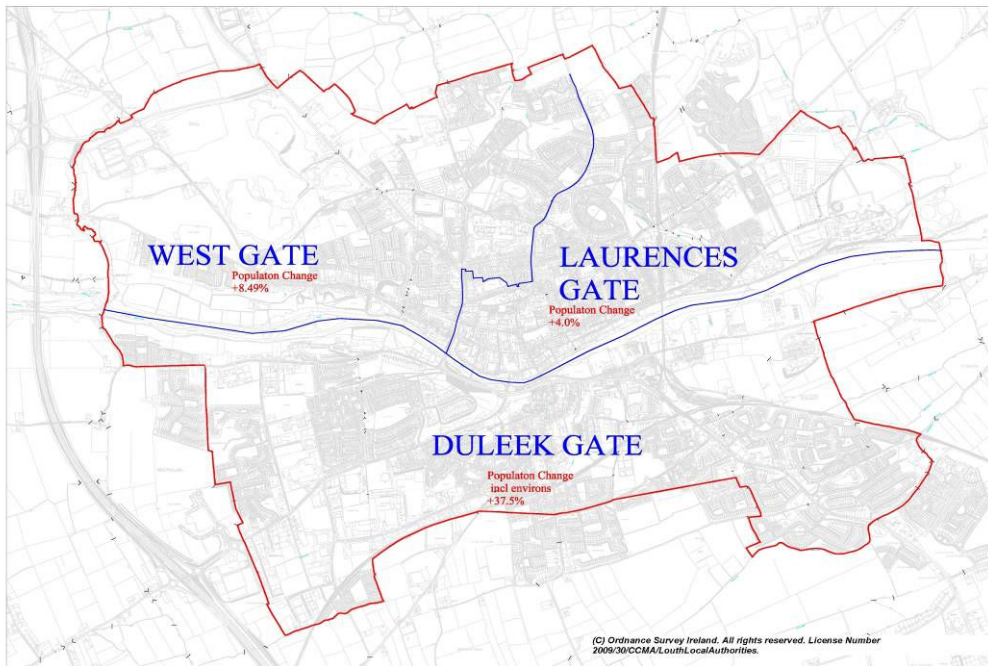 WEST GATE
Populaton Change
+8.49%
LAURENCES
GATE
Populaton Change
+4.0%
DULEEK GATE
Populaton Change
incl environs
+37.5%
(C) Ordnance Survey Ireland. All rights reserved. License Number
2009/30/CCMA/LouthLocalAuthorities.